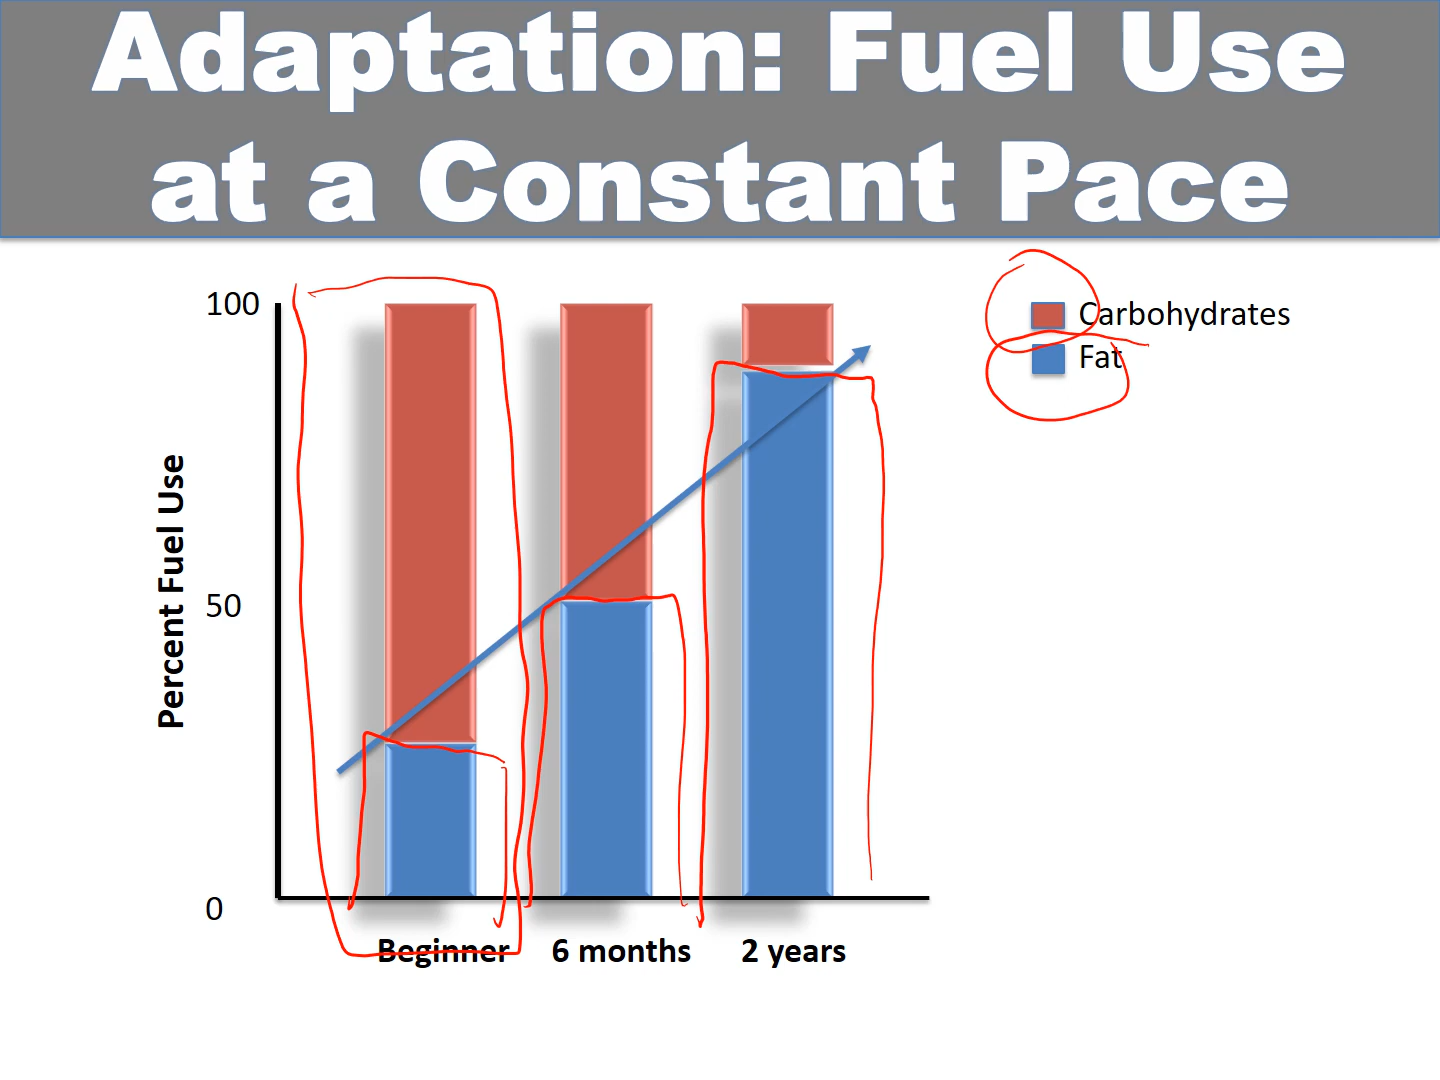 Adaptation: Fuel Use
at a Constant Pace
100
50
0
Percent Fuel Use
Beginner
6 months
2 years
Carbohydrates
Fat